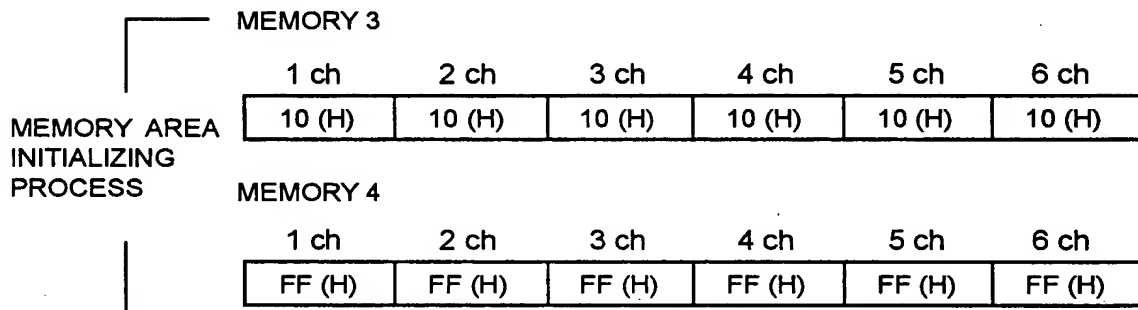 MEMORY 3
1 ch 2 ch 3 ch 4 ch 5 ch 6 ch
10 (H) 10 (H) 10 (H) 10 (H) 10 (H) 10 (H)
MEMORY AREA
INITIALIZING
PROCESS
MEMORY 4
1 ch 2 ch 3 ch 4 ch 5 ch 6 ch
FF (H) FF (H) FF (H) FF (H) FF (H) FF (H)